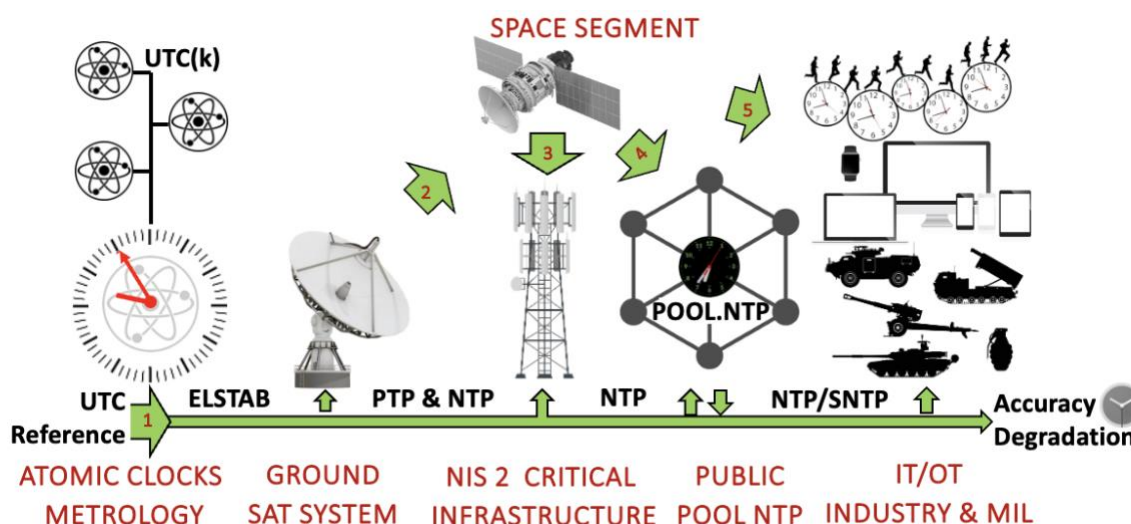 SPACE SEGMENT
UTC(k)
5
3
4
2
POOL.NTP
UTC
Reference
1
ELSTAB
PTP & NTP
NTP
NTP/SNTP
Accuracy
Degradation
ATOMIC CLOCKS
METROLOGY
GROUND
SAT SYSTEM
NIS 2 CRITICAL
INFRASTRUCTURE
PUBLIC
POOL NTP
IT/OT
INDUSTRY & MIL